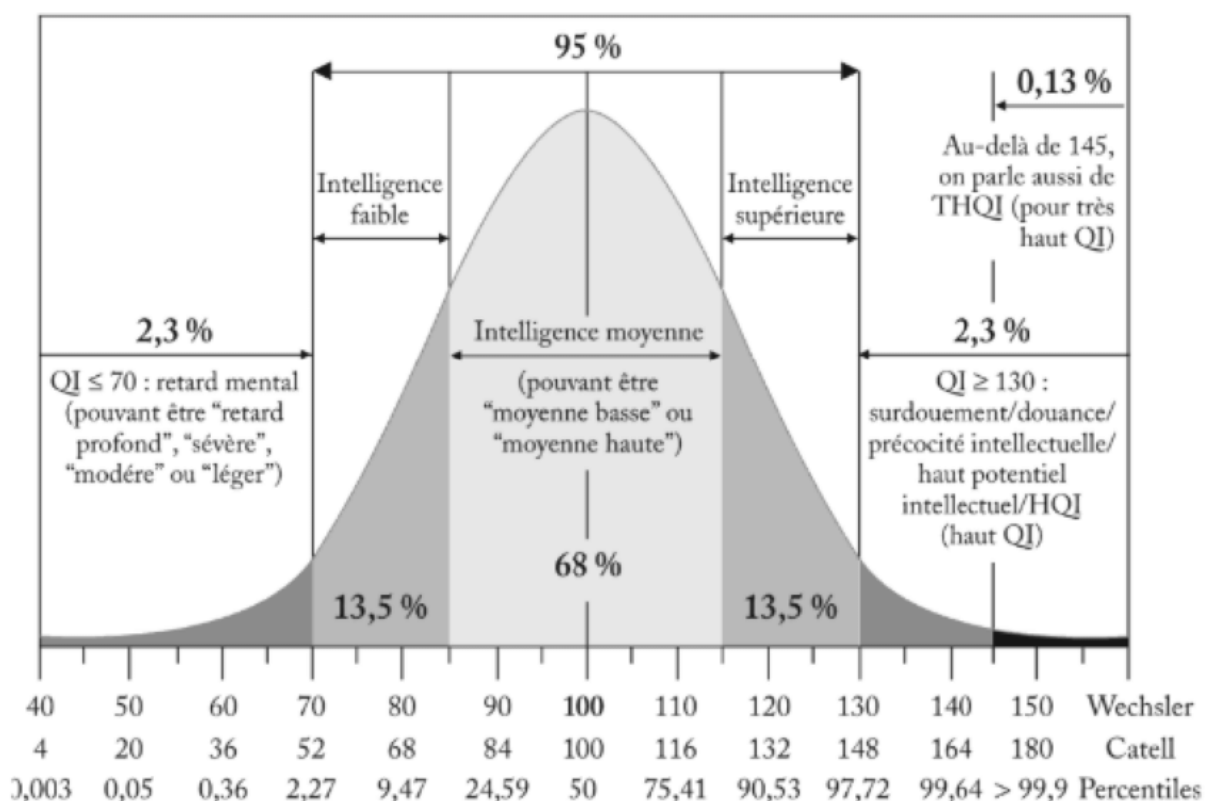 95 %
0,13 %
Au-delà de 145,
on parle aussi de
THQI (pour très
haut QI)
Intelligence
faible
Intelligence
supérieure
2,3 %
QI ≤ 70 : retard mental
(pouvant être “retard
profond”, “sévère”,
“modére” ou “léger”)
Intelligence moyenne
(pouvant être
“moyenne basse” ou
“moyenne haute”)
2,3 %
QI ≥ 130 :
surdouement/douance/
précocité intellectuelle/
haut potentiel
intellectuel/HQI
(haut QI)
68 %
13,5 %
13,5 %
40 50 60 70 80 90 100 110 120 130 140 150 Wechsler
4 20 36 52 68 84 100 116 132 148 164 180 Catell
0,003 0,05 0,36 2,27 9,47 24,59 50 75,41 90,53 97,72 99,64 > 99,9 Percentiles